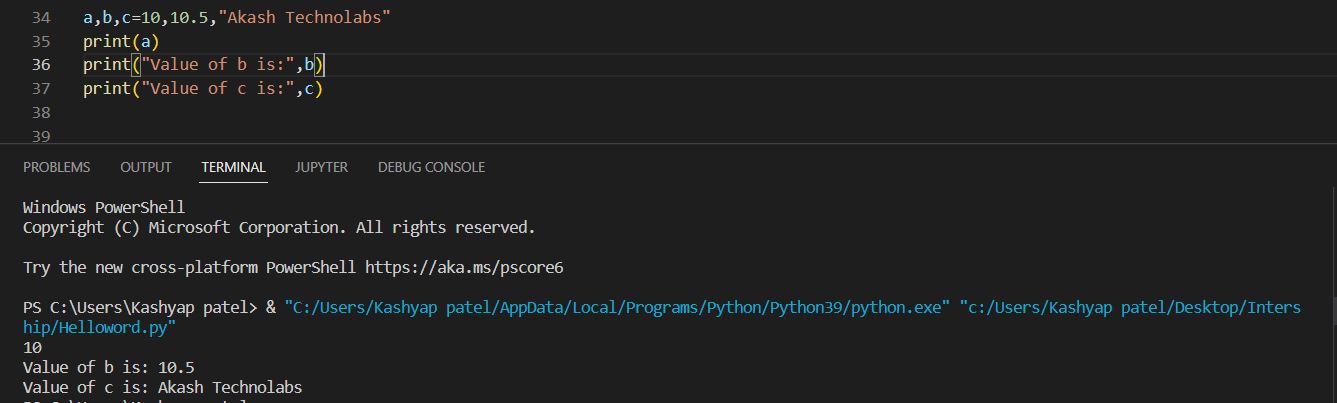 34 a,b,c=10,10.5,"Akash Technolabs"
35 print(a)
36 print("Value of b is:",b)
37 print("Value of c is:",c)
38
39
PROBLEMS OUTPUT TERMINAL JUPYTER DEBUG CONSOLE
Windows PowerShell
Copyright (C) Microsoft Corporation. All rights reserved.
Try the new cross-platform PowerShell https://aka.ms/pscore6
PS C:\Users\Kashyap patel> & "C:/Users/Kashyap patel/AppData/Local/Programs/Python/Python39/python.exe" "c:/Users/Kashyap patel/Desktop/Inters
hip/Helloword.py"
10
Value of b is: 10.5
Value of c is: Akash Technolabs